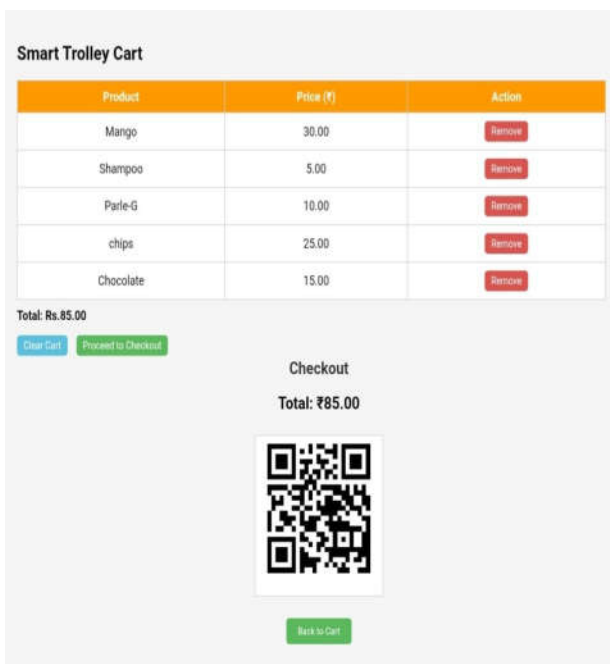 Smart Trolley Cart
Product Price (₹) Action
Mango 30.00 Remove
Shampoo 5.00 Remove
Parle-G 10.00 Remove
chips 25.00 Remove
Chocolate 15.00 Remove
Total: Rs.85.00
Clear Cart Proceed to Checkout
Checkout
Total: ₹85.00
Back to Cart